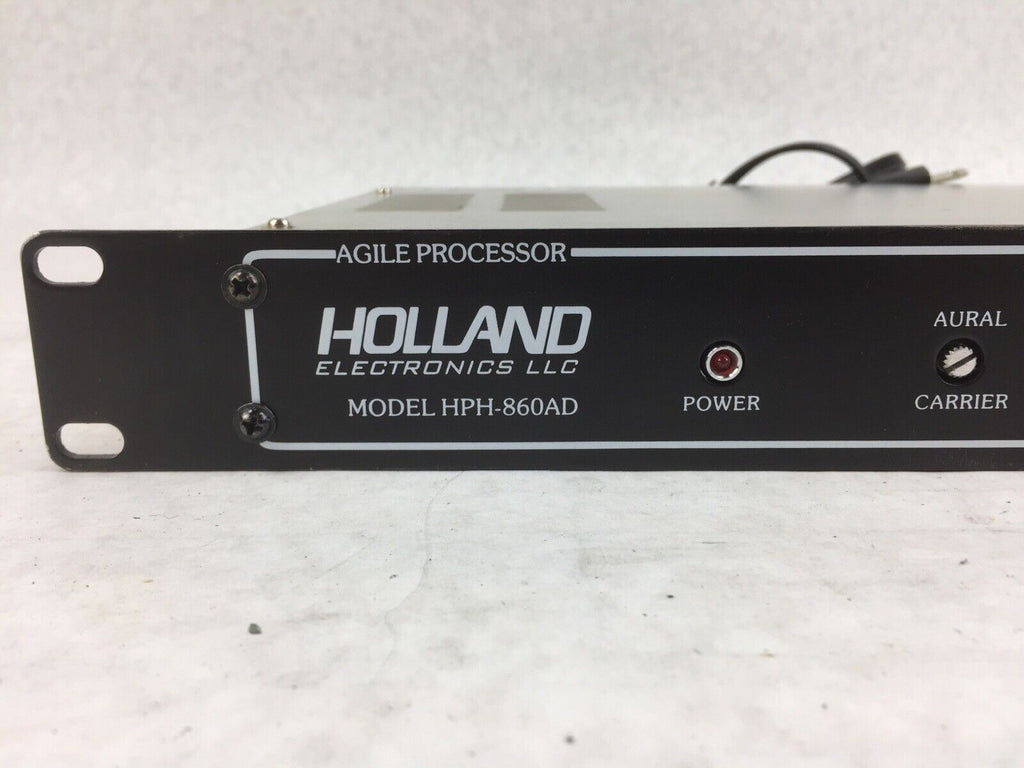 AGILE PROCESSOR
HOLLAND
ELECTRONICS LLC
MODEL HPH-860AD
POWER
AURAL
CARRIER